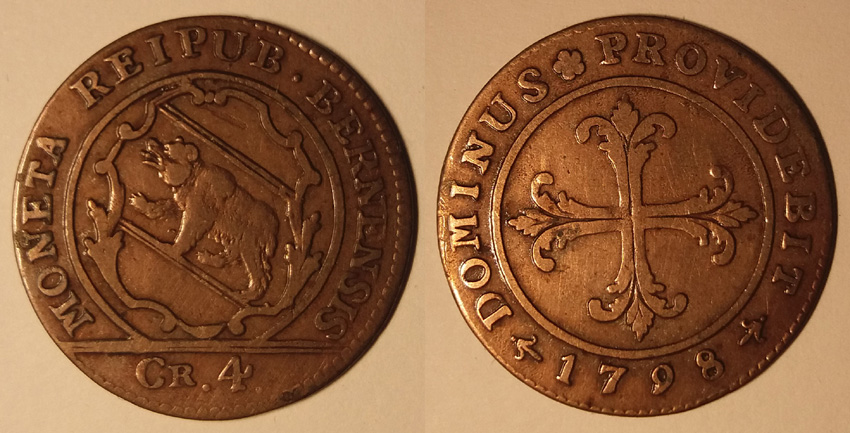 MONETA REIPUB. BERNENSIS
CR. 4.
DOMINUS PROVIDEBIT
1798